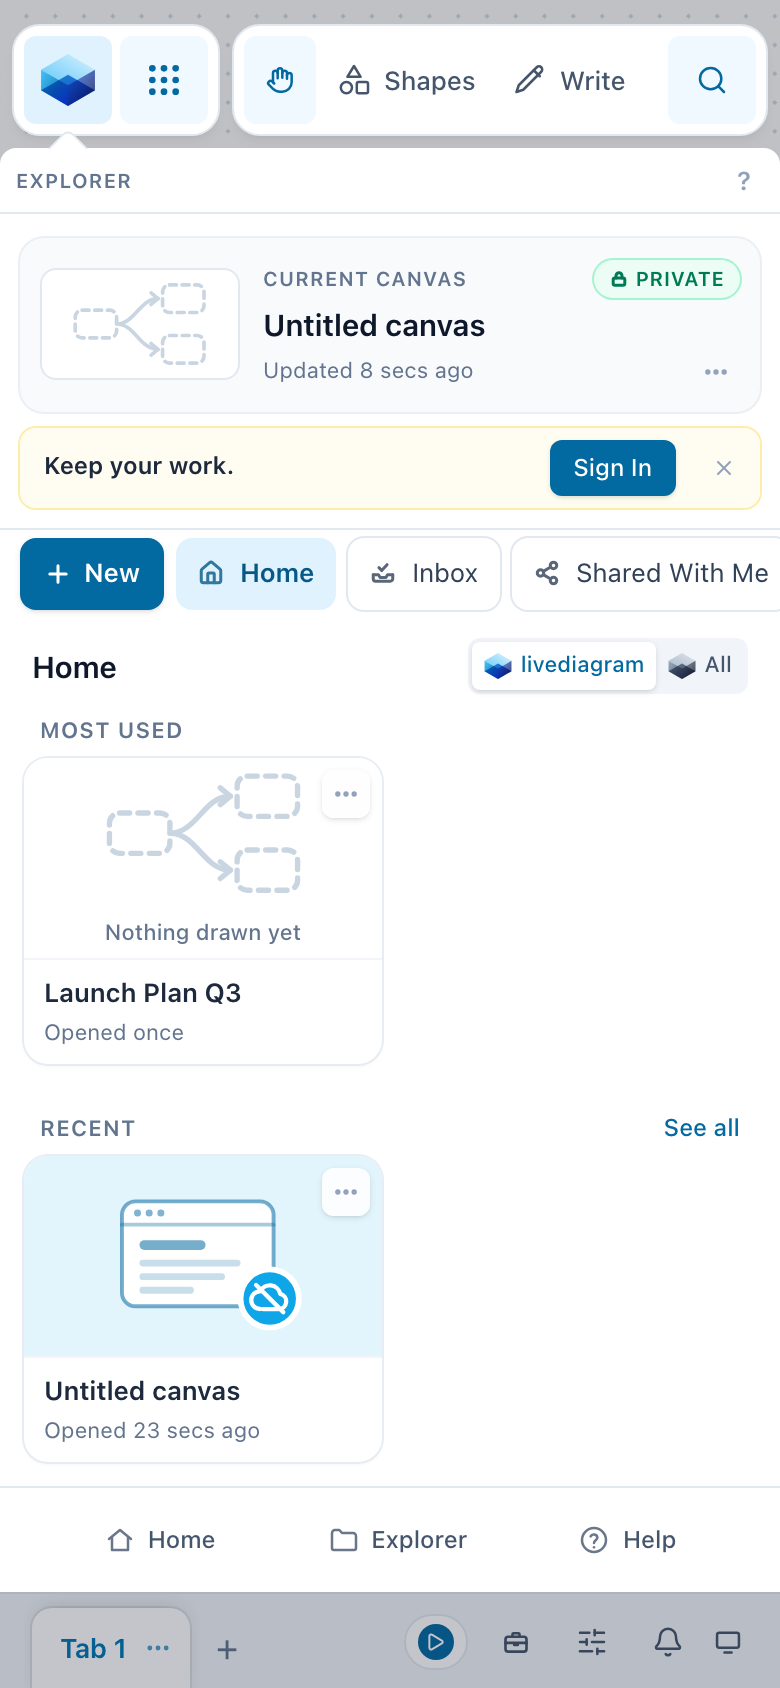 Shapes
Write
EXPLORER
?
CURRENT CANVAS
PRIVATE
Untitled canvas
Updated 8 secs ago
Keep your work.
Sign In
New
Home
Inbox
Shared With Me
Home
livediagram
All
MOST USED
Nothing drawn yet
Launch Plan Q3
Opened once
RECENT
See all
Untitled canvas
Opened 23 secs ago
Home
Explorer
Help
Tab 1